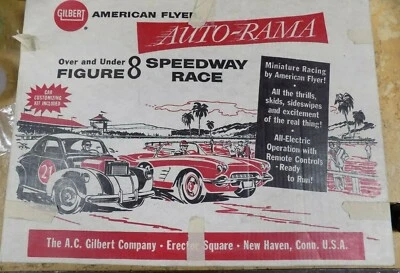 GILBERT
AMERICAN FLYER
AUTO-RAMA
Over and Under
FIGURE 8 SPEEDWAY
RACE
CAR
CUSTOMIZING
KIT INCLUDED
Miniature Racing
by American Flyer!
•
All the thrills,
skids, sideswipes
and excitement
of the real thing!
•
All-Electric
Operation with
Remote Controls
• Ready
to Run!
21
The A.C. Gilbert Company • Erector Square • New Haven, Conn. U.S.A.